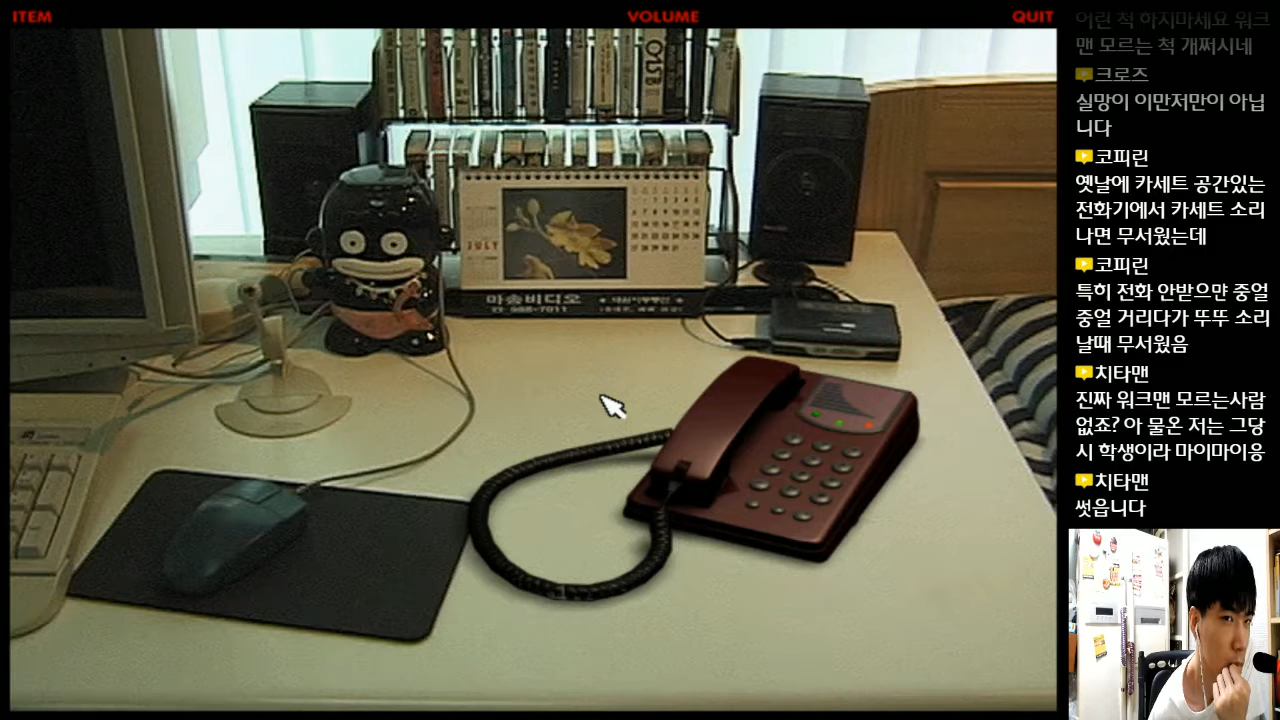 ITEM
VOLUME
QUIT
어린 척 하지마세요 워크
맨 모르는 척 개쩌시네
크로즈
실망이 이만저만이 아닙
니다
코피린
옛날에 카세트 공간있는
전화기에서 카세트 소리
나면 무서웠는데
코피린
특히 전화 안받으먄 중얼
중얼 거리다가 뚜뚜 소리
날때 무서웠음
치타맨
진짜 워크맨 모르는사람
없죠? 아 물온 저는 그당
시 학생이라 마이마이응
치타맨
썻읍니다
015B
JULY
마송비디오